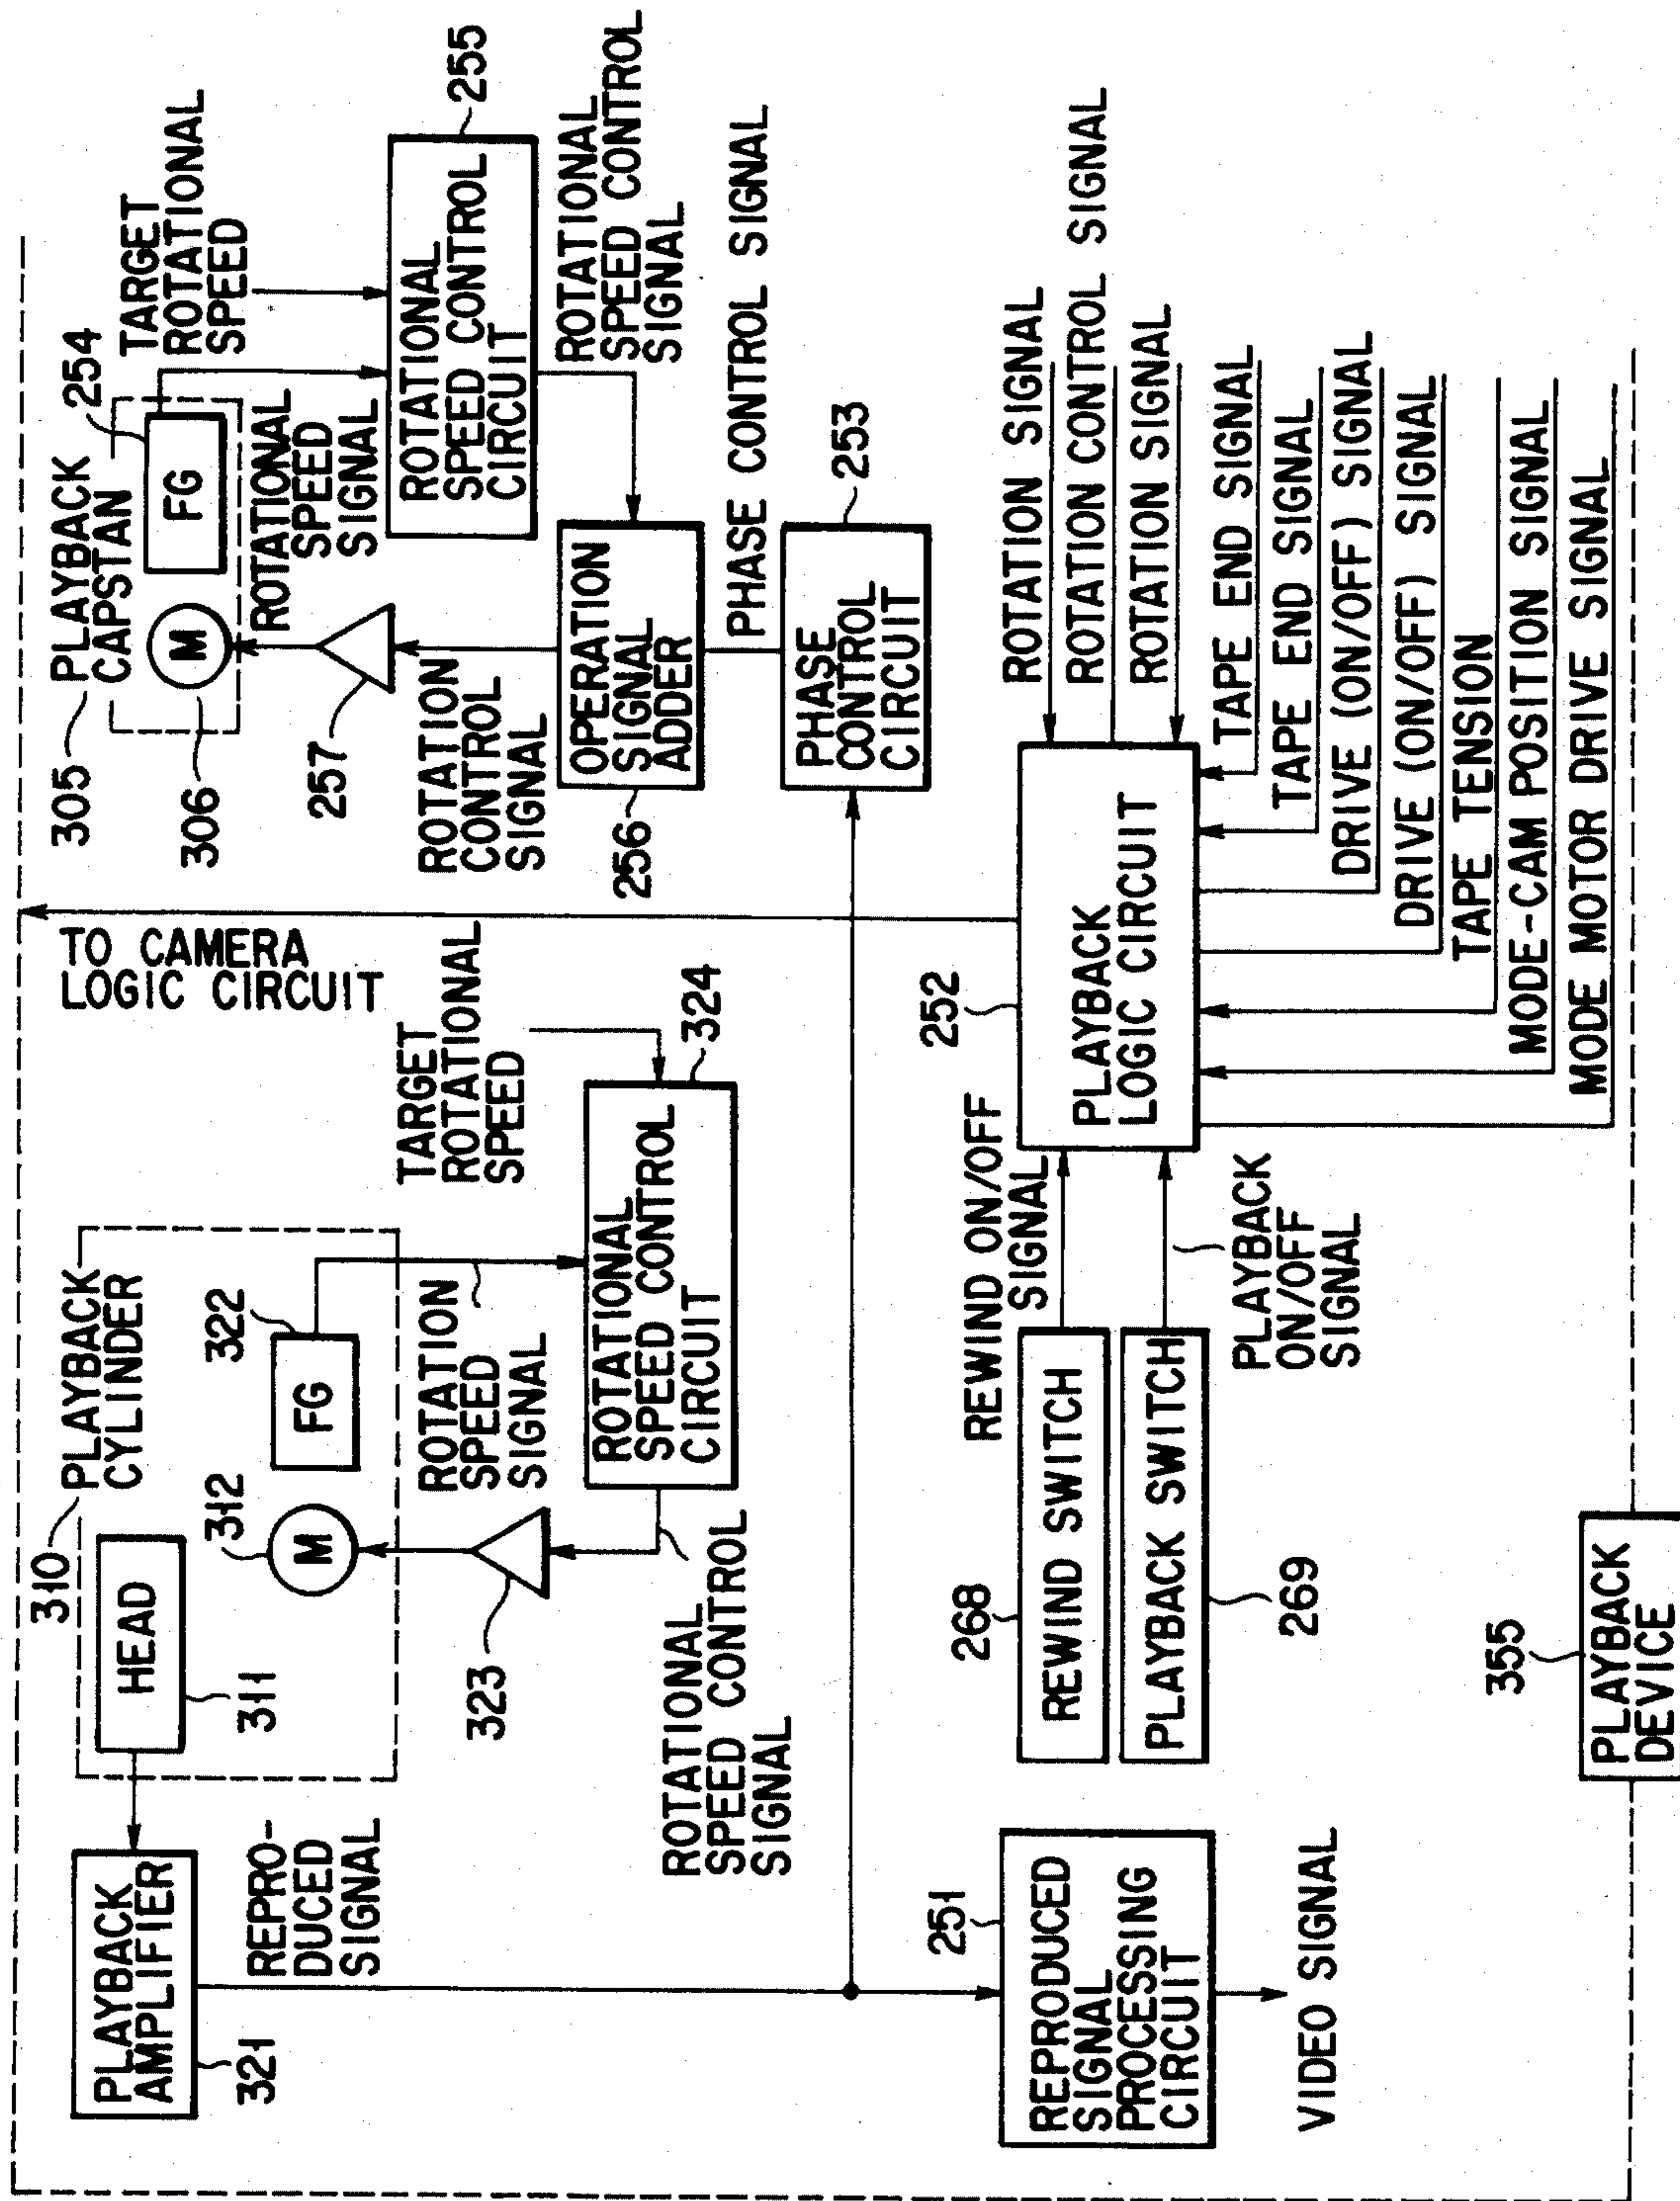 310
PLAYBACK
CYLINDER
305
PLAYBACK
CAPSTAN
254
TARGET
ROTATIONAL
SPEED
PLAYBACK
AMPLIFIER
321
HEAD
311
312
M
322
FG
306
M
FG
REPRO-
DUCED
SIGNAL
TO CAMERA
LOGIC CIRCUIT
ROTATIONAL
SPEED
SIGNAL
257
ROTATIONAL
SPEED CONTROL
CIRCUIT
255
323
ROTATION
SPEED
SIGNAL
TARGET
ROTATIONAL
SPEED
324
ROTATION
CONTROL
SIGNAL
ROTATIONAL
SPEED CONTROL
SIGNAL
ROTATIONAL
SPEED CONTROL
CIRCUIT
ROTATIONAL
SPEED CONTROL
SIGNAL
256
OPERATION
SIGNAL
ADDER
PHASE CONTROL SIGNAL
PHASE
CONTROL
CIRCUIT
253
251
REPRODUCED
SIGNAL
PROCESSING
CIRCUIT
VIDEO SIGNAL
268
REWIND SWITCH
PLAYBACK SWITCH
269
REWIND ON/OFF
SIGNAL
PLAYBACK
ON/OFF
SIGNAL
252
PLAYBACK
LOGIC CIRCUIT
ROTATION SIGNAL
ROTATION CONTROL SIGNAL
ROTATION SIGNAL
TAPE END SIGNAL
TAPE END SIGNAL
DRIVE (ON/OFF) SIGNAL
DRIVE (ON/OFF) SIGNAL
TAPE TENSION
MODE-CAM POSITION SIGNAL
MODE MOTOR DRIVE SIGNAL
355
PLAYBACK
DEVICE